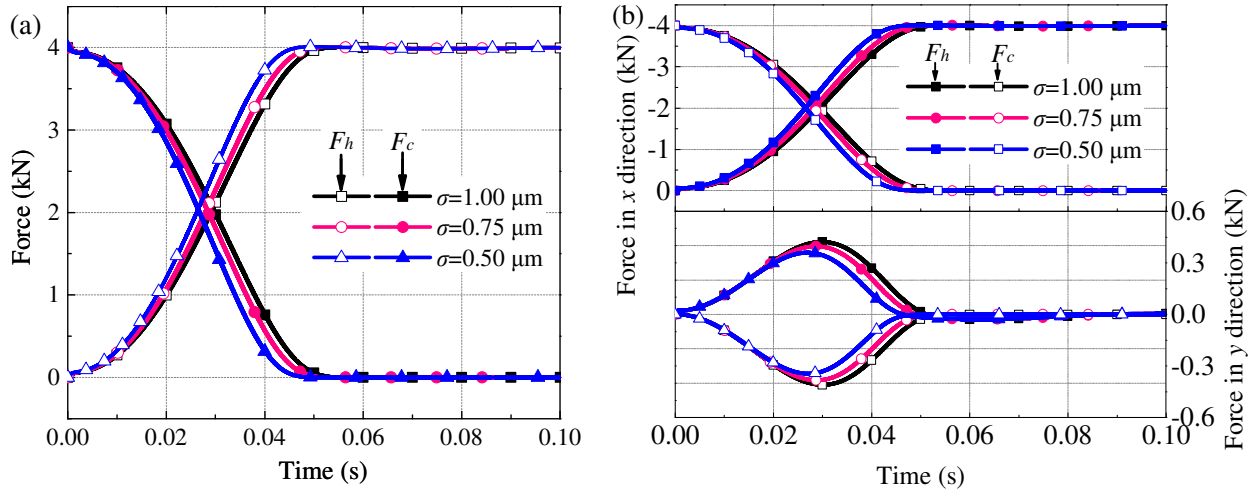 (a)
4
3
2
1
0
Force (kN)
F_h F_c
σ=1.00 μm
σ=0.75 μm
σ=0.50 μm
0.00 0.02 0.04 0.06 0.08 0.10
Time (s)
(b)
-4
-3
-2
-1
0
Force in x direction (kN)
F_h F_c
σ=1.00 μm
σ=0.75 μm
σ=0.50 μm
0.6
0.3
0.0
-0.3
-0.6
Force in y direction (kN)
0.00 0.02 0.04 0.06 0.08 0.10
Time (s)